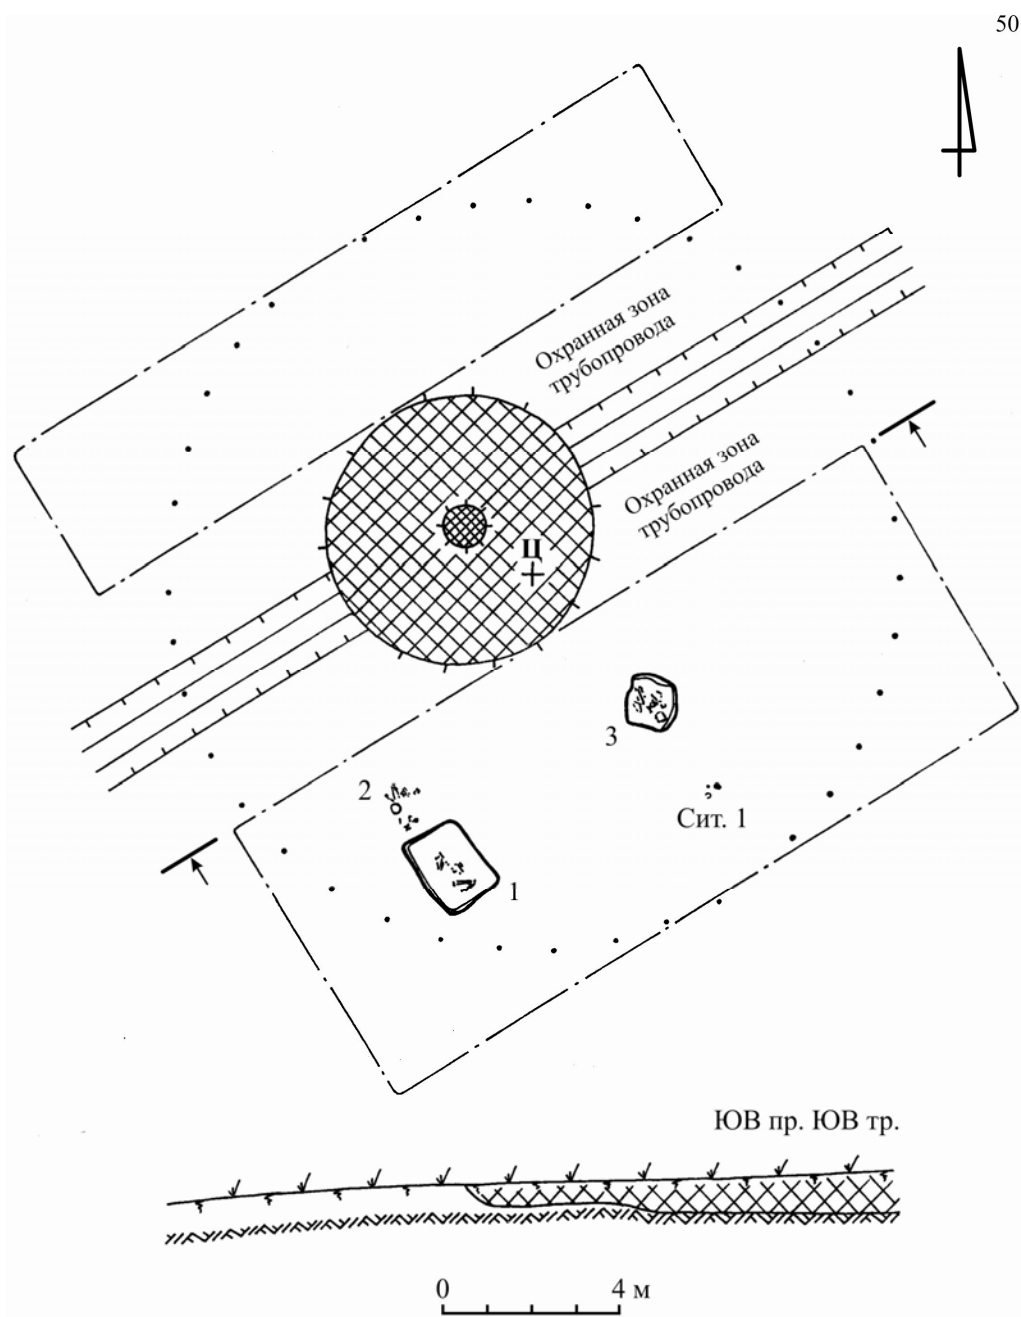 50
Охранная зона
трубопровода
Охранная зона
трубопровода
Ц
3
2
Сит. 1
1
ЮВ пр. ЮВ тр.
0 4 м